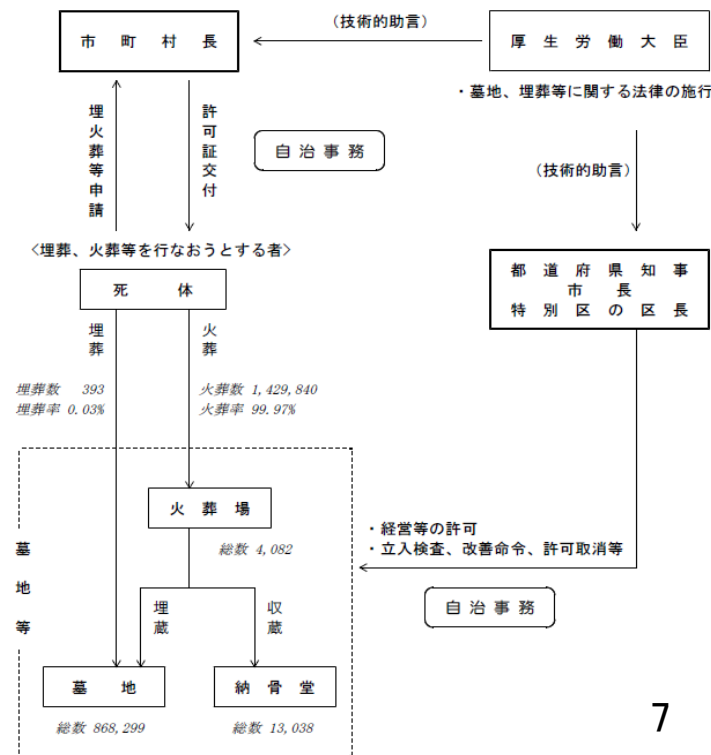 市町村長
(技術的助言)
厚生労働大臣
・墓地、埋葬等に関する法律の施行
埋火葬等申請
許可証交付
自治事務
(技術的助言)
<埋葬、火葬等を行なおうとする者>
死体
都道府県知事
市長
特別区の区長
埋葬
火葬
埋葬数 393
埋葬率 0.03%
火葬数 1,429,840
火葬率 99.97%
火葬場
総数 4,082
・経営等の許可
・立入検査、改善命令、許可取消等
自治事務
墓地等
埋蔵
収蔵
墓地
納骨堂
総数 868,299
総数 13,038
7